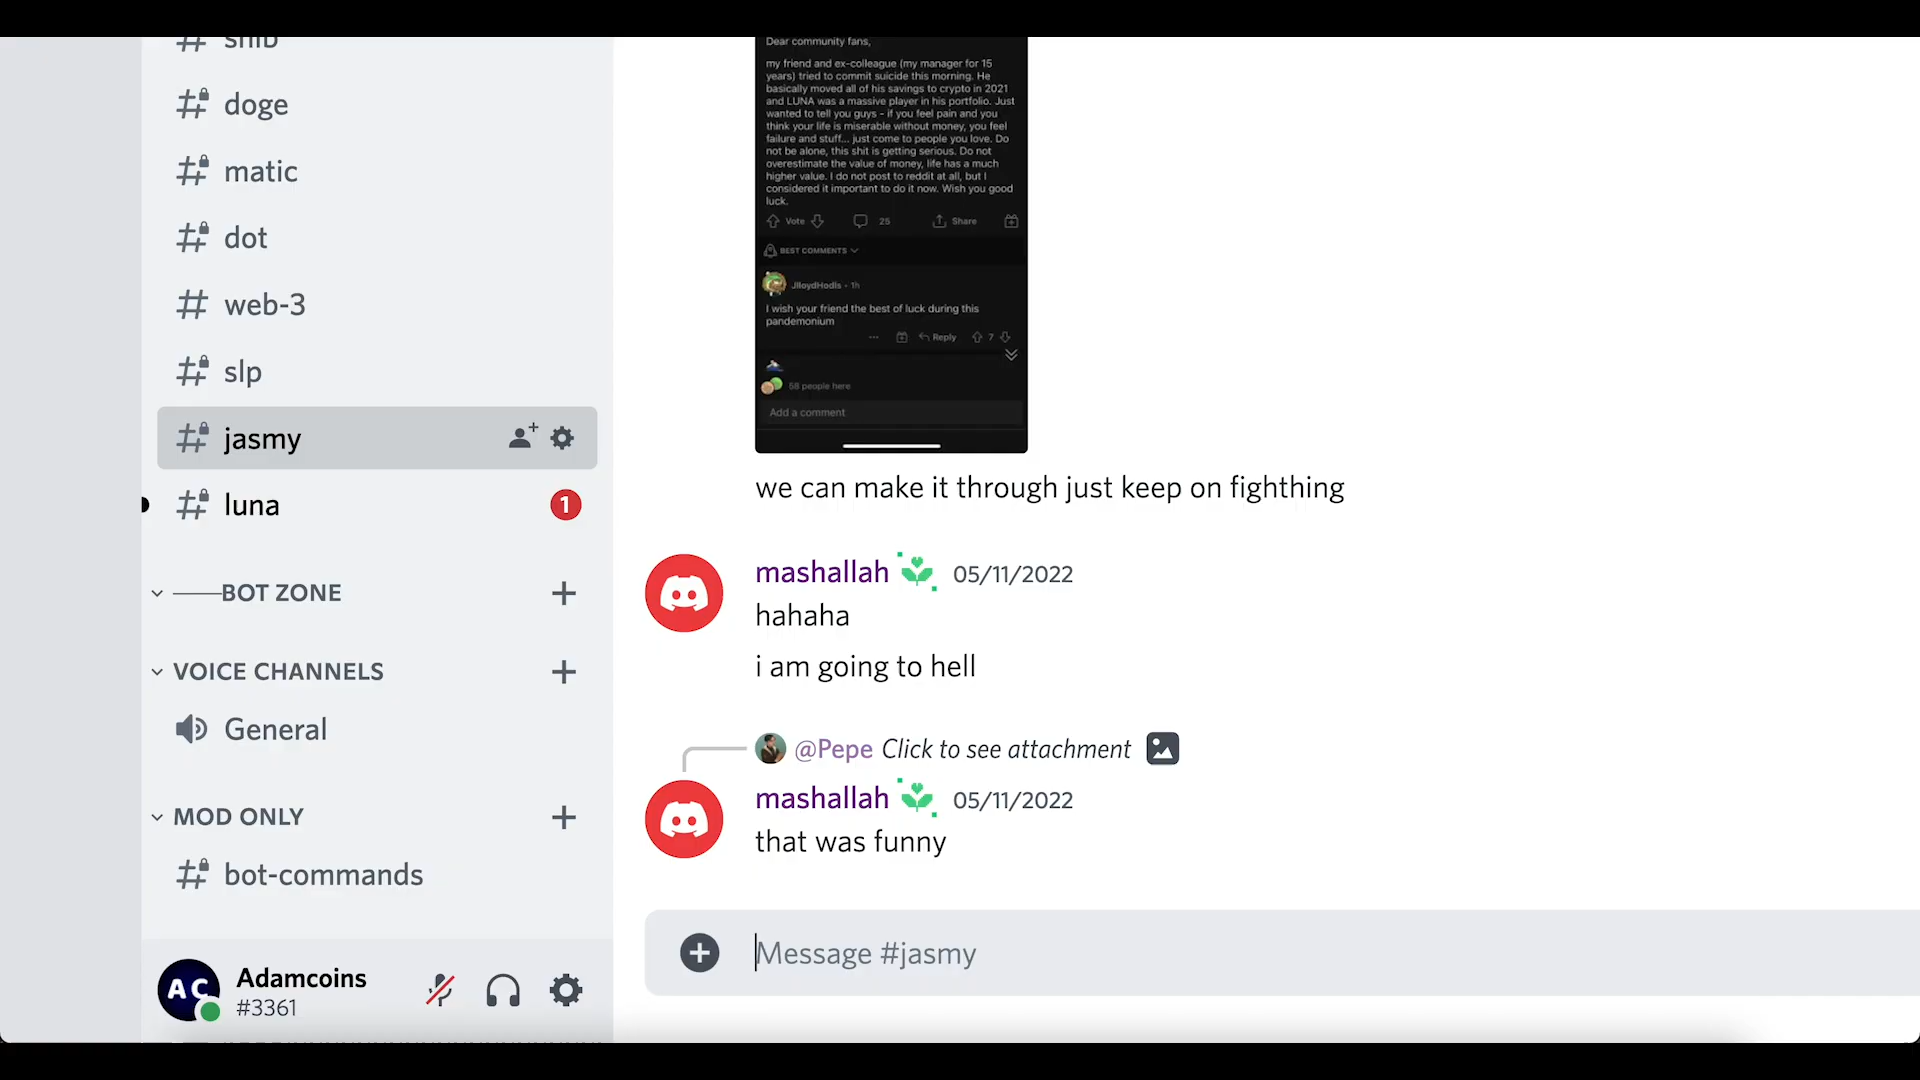 shib
doge
matic
dot
web-3
slp
jasmy
luna
1
BOT ZONE
VOICE CHANNELS
General
MOD ONLY
bot-commands
AC
Adamcoins
#3361
Dear community fans,
my friend and ex-colleague (my manager for 15
years) tried to commit suicide this morning. He
basically moved all of his savings to crypto in 2021
and LUNA was a massive player in his portfolio. Just
wanted to tell you guys - if you feel pain and you
think your life is miserable without money, you feel
failure and stuff... just come to people you love. Do
not be alone, this shit is getting serious. Do not
overestimate the value of money, life has a much
higher value. I do not post to reddit at all, but I
considered it important to do it now. Wish you good
luck.
Vote 25 Share
BEST COMMENTS
JlloydHodls • 1h
I wish your friend the best of luck during this
pandemonium
... Reply 7
58 people here
Add a comment
we can make it through just keep on fighthing
mashallah 05/11/2022
hahaha
i am going to hell
@Pepe Click to see attachment
mashallah 05/11/2022
that was funny
Message #jasmy